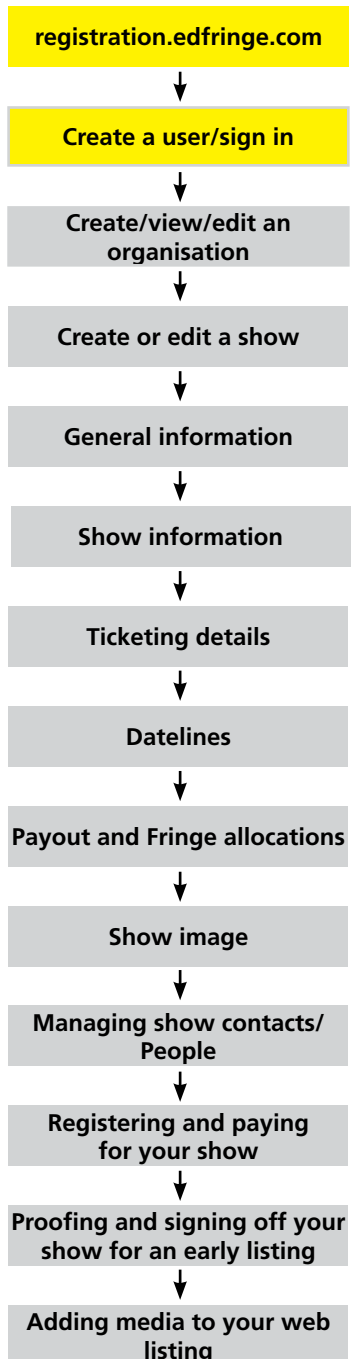 registration.edfringe.com
Create a user/sign in
Create/view/edit an
organisation
Create or edit a show
General information
Show information
Ticketing details
Datelines
Payout and Fringe allocations
Show image
Managing show contacts/
People
Registering and paying
for your show
Proofing and signing off your
show for an early listing
Adding media to your web
listing